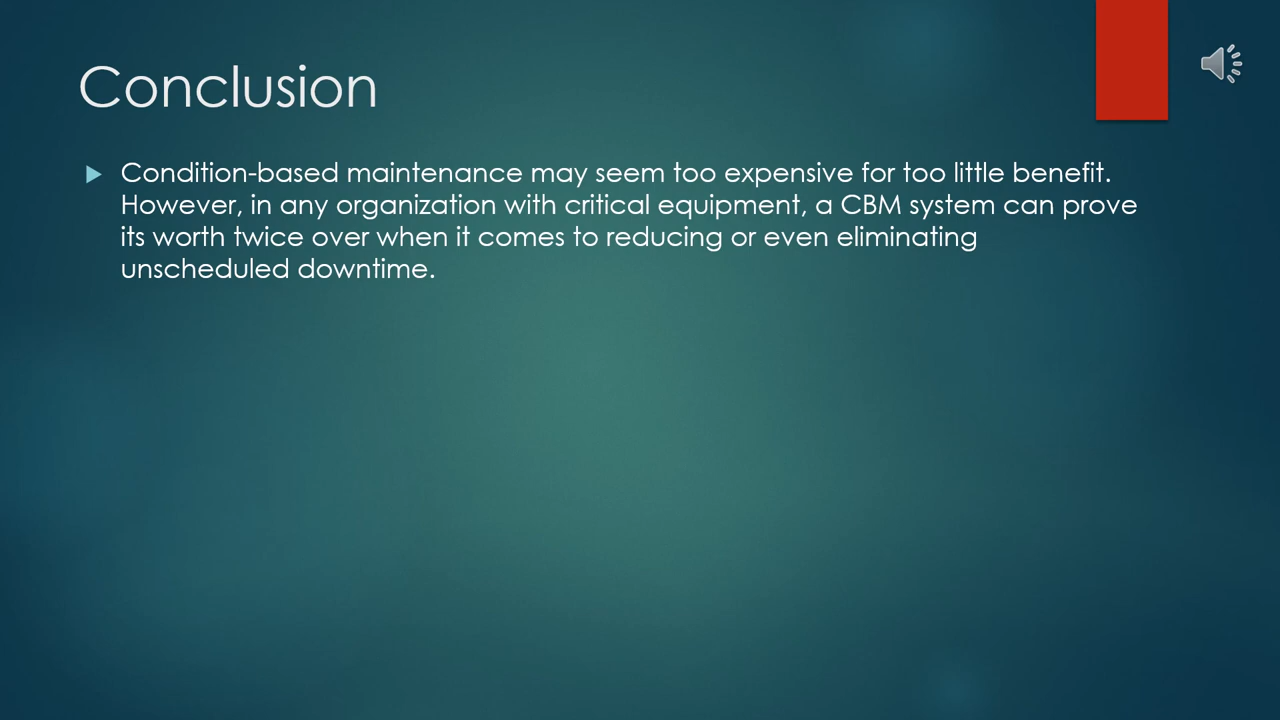 Conclusion
Condition-based maintenance may seem too expensive for too little benefit.
However, in any organization with critical equipment, a CBM system can prove
its worth twice over when it comes to reducing or even eliminating
unscheduled downtime.